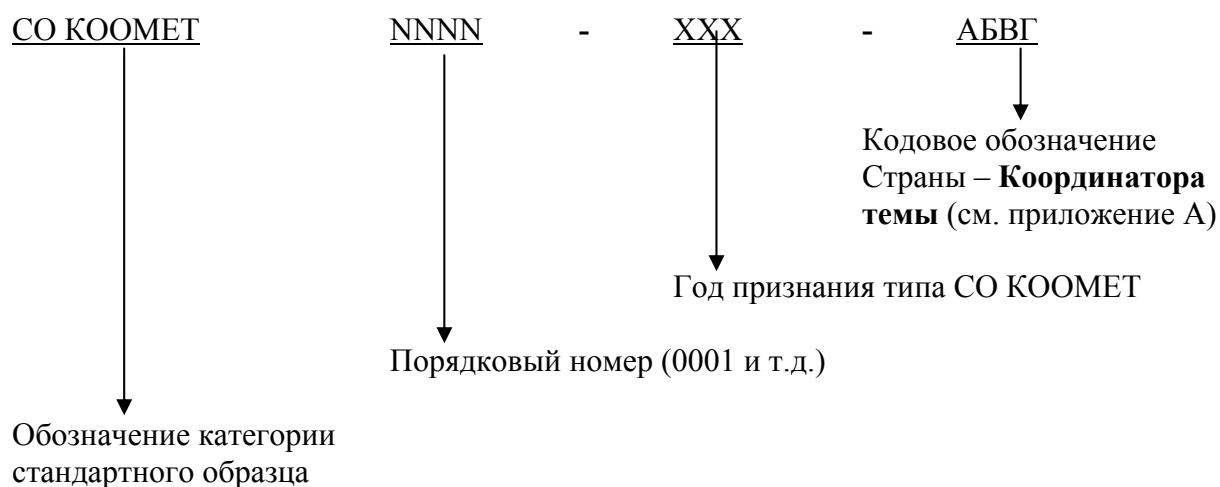 СО КООМЕТ NNNN - XXX - АБВГ
Кодовое обозначение
Страны – Координатора
темы (см. приложение А)
Год признания типа СО КООМЕТ
Порядковый номер (0001 и т.д.)
Обозначение категории
стандартного образца